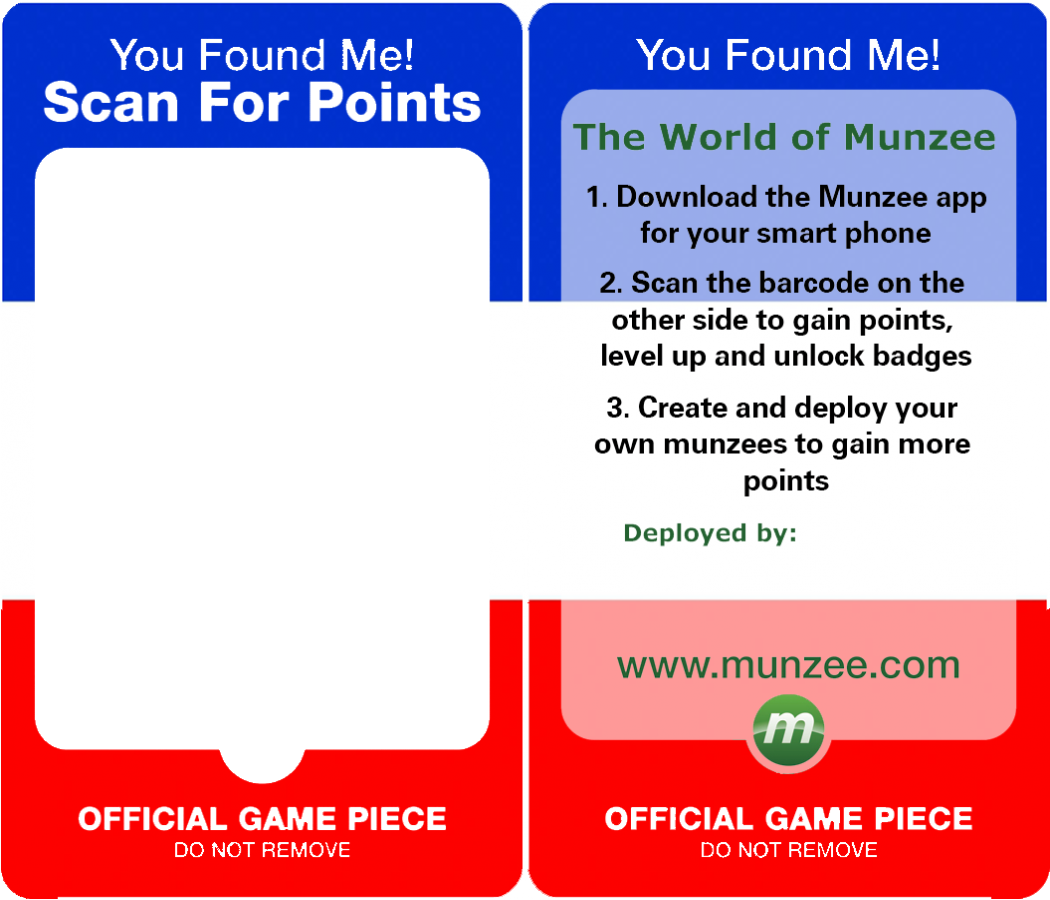 You Found Me!
Scan For Points
OFFICIAL GAME PIECE
DO NOT REMOVE
You Found Me!
The World of Munzee
1. Download the Munzee app
for your smart phone
2. Scan the barcode on the
other side to gain points,
level up and unlock badges
3. Create and deploy your
own munzees to gain more
points
Deployed by:
www.munzee.com
m
OFFICIAL GAME PIECE
DO NOT REMOVE